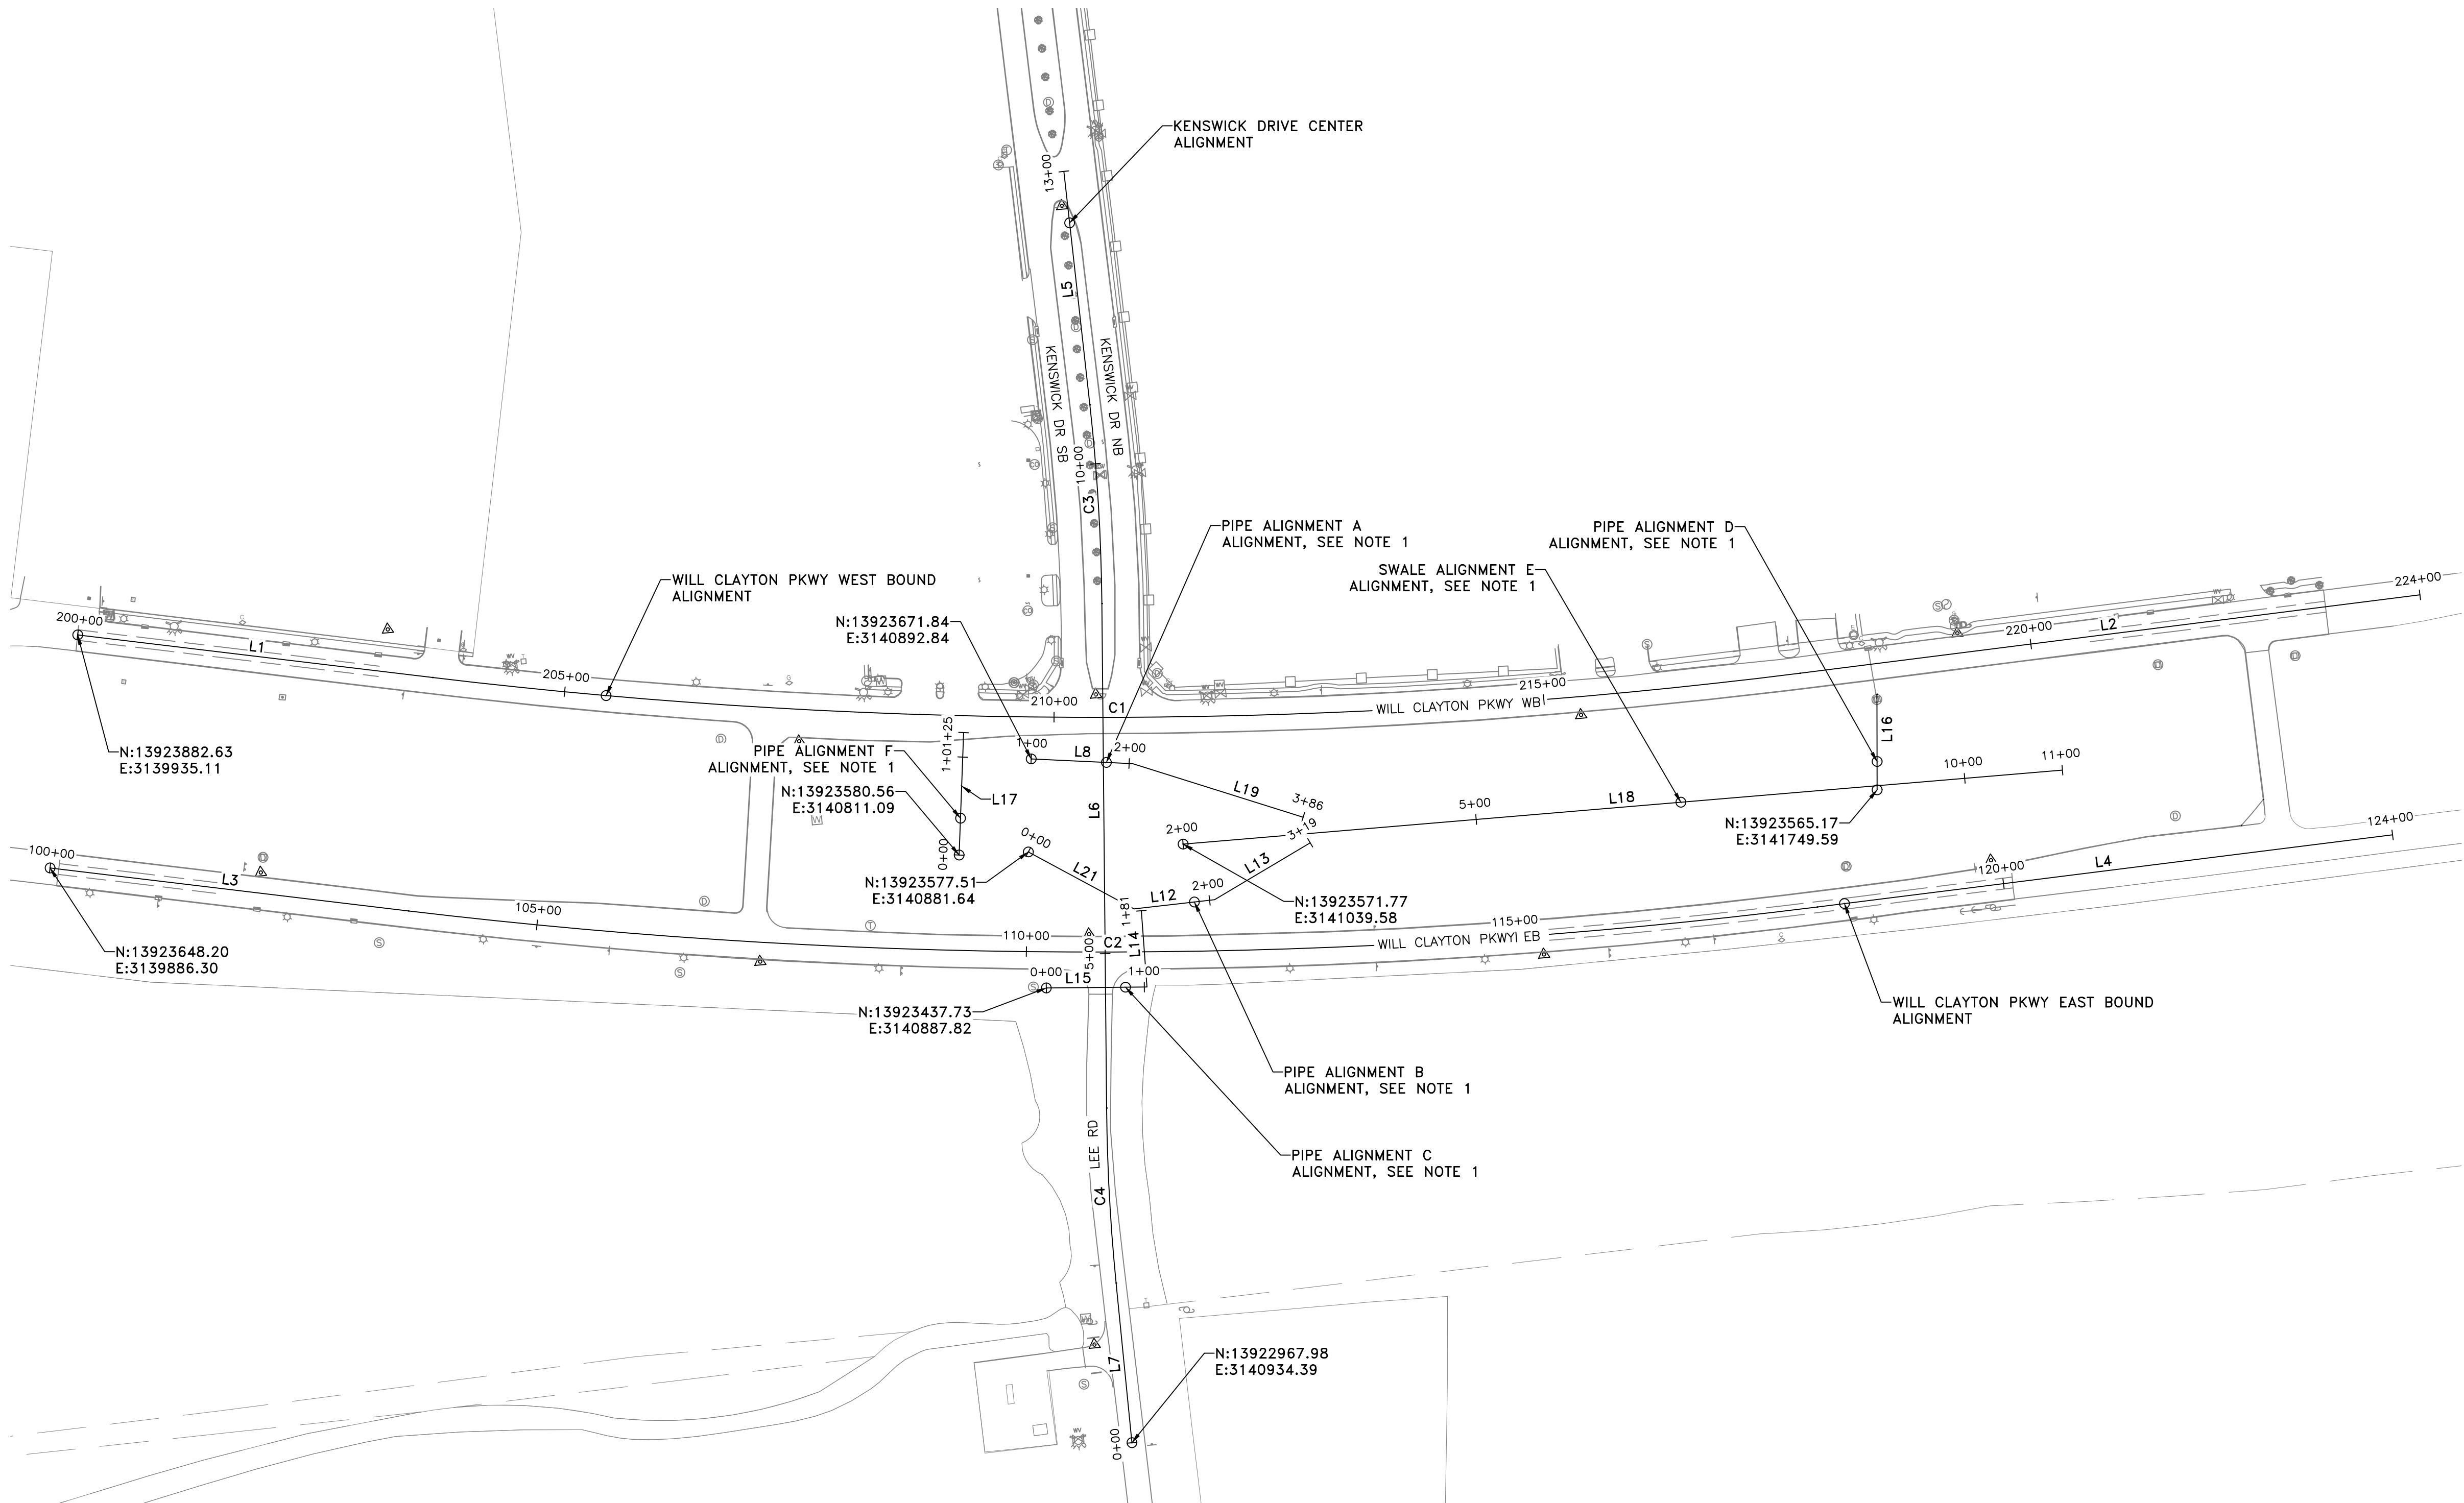 KENSWICK DRIVE CENTER
ALIGNMENT
13+00
L5
KENSWICK DR SB
KENSWICK DR NB
10+00
C3
PIPE ALIGNMENT A
ALIGNMENT, SEE NOTE 1
PIPE ALIGNMENT D
ALIGNMENT, SEE NOTE 1
SWALE ALIGNMENT E
ALIGNMENT, SEE NOTE 1
WILL CLAYTON PKWY WEST BOUND
ALIGNMENT
N:13923671.84
E:3140892.84
200+00
L1
205+00
210+00
C1
WILL CLAYTON PKWY WB
215+00
220+00
L2
224+00
N:13923882.63
E:3139935.11
PIPE ALIGNMENT F
ALIGNMENT, SEE NOTE 1
1+01+25
1+00
L8
2+00
L16
10+00
11+00
N:13923580.56
E:3140811.09
L17
L6
L19
3+86
5+00
L18
N:13923565.17
E:3141749.59
0+00
0+00
2+00
3+19
L13
100+00
L3
N:13923577.51
E:3140881.64
L21
1+81
L12
2+00
N:13923571.77
E:3141039.58
105+00
110+00
C2
5+00
L14
WILL CLAYTON PKWY EB
115+00
120+00
L4
124+00
N:13923648.20
E:3139886.30
0+00
L15
1+00
N:13923437.73
E:3140887.82
WILL CLAYTON PKWY EAST BOUND
ALIGNMENT
PIPE ALIGNMENT B
ALIGNMENT, SEE NOTE 1
LEE RD
PIPE ALIGNMENT C
ALIGNMENT, SEE NOTE 1
C4
L7
N:13922967.98
E:3140934.39
0+00